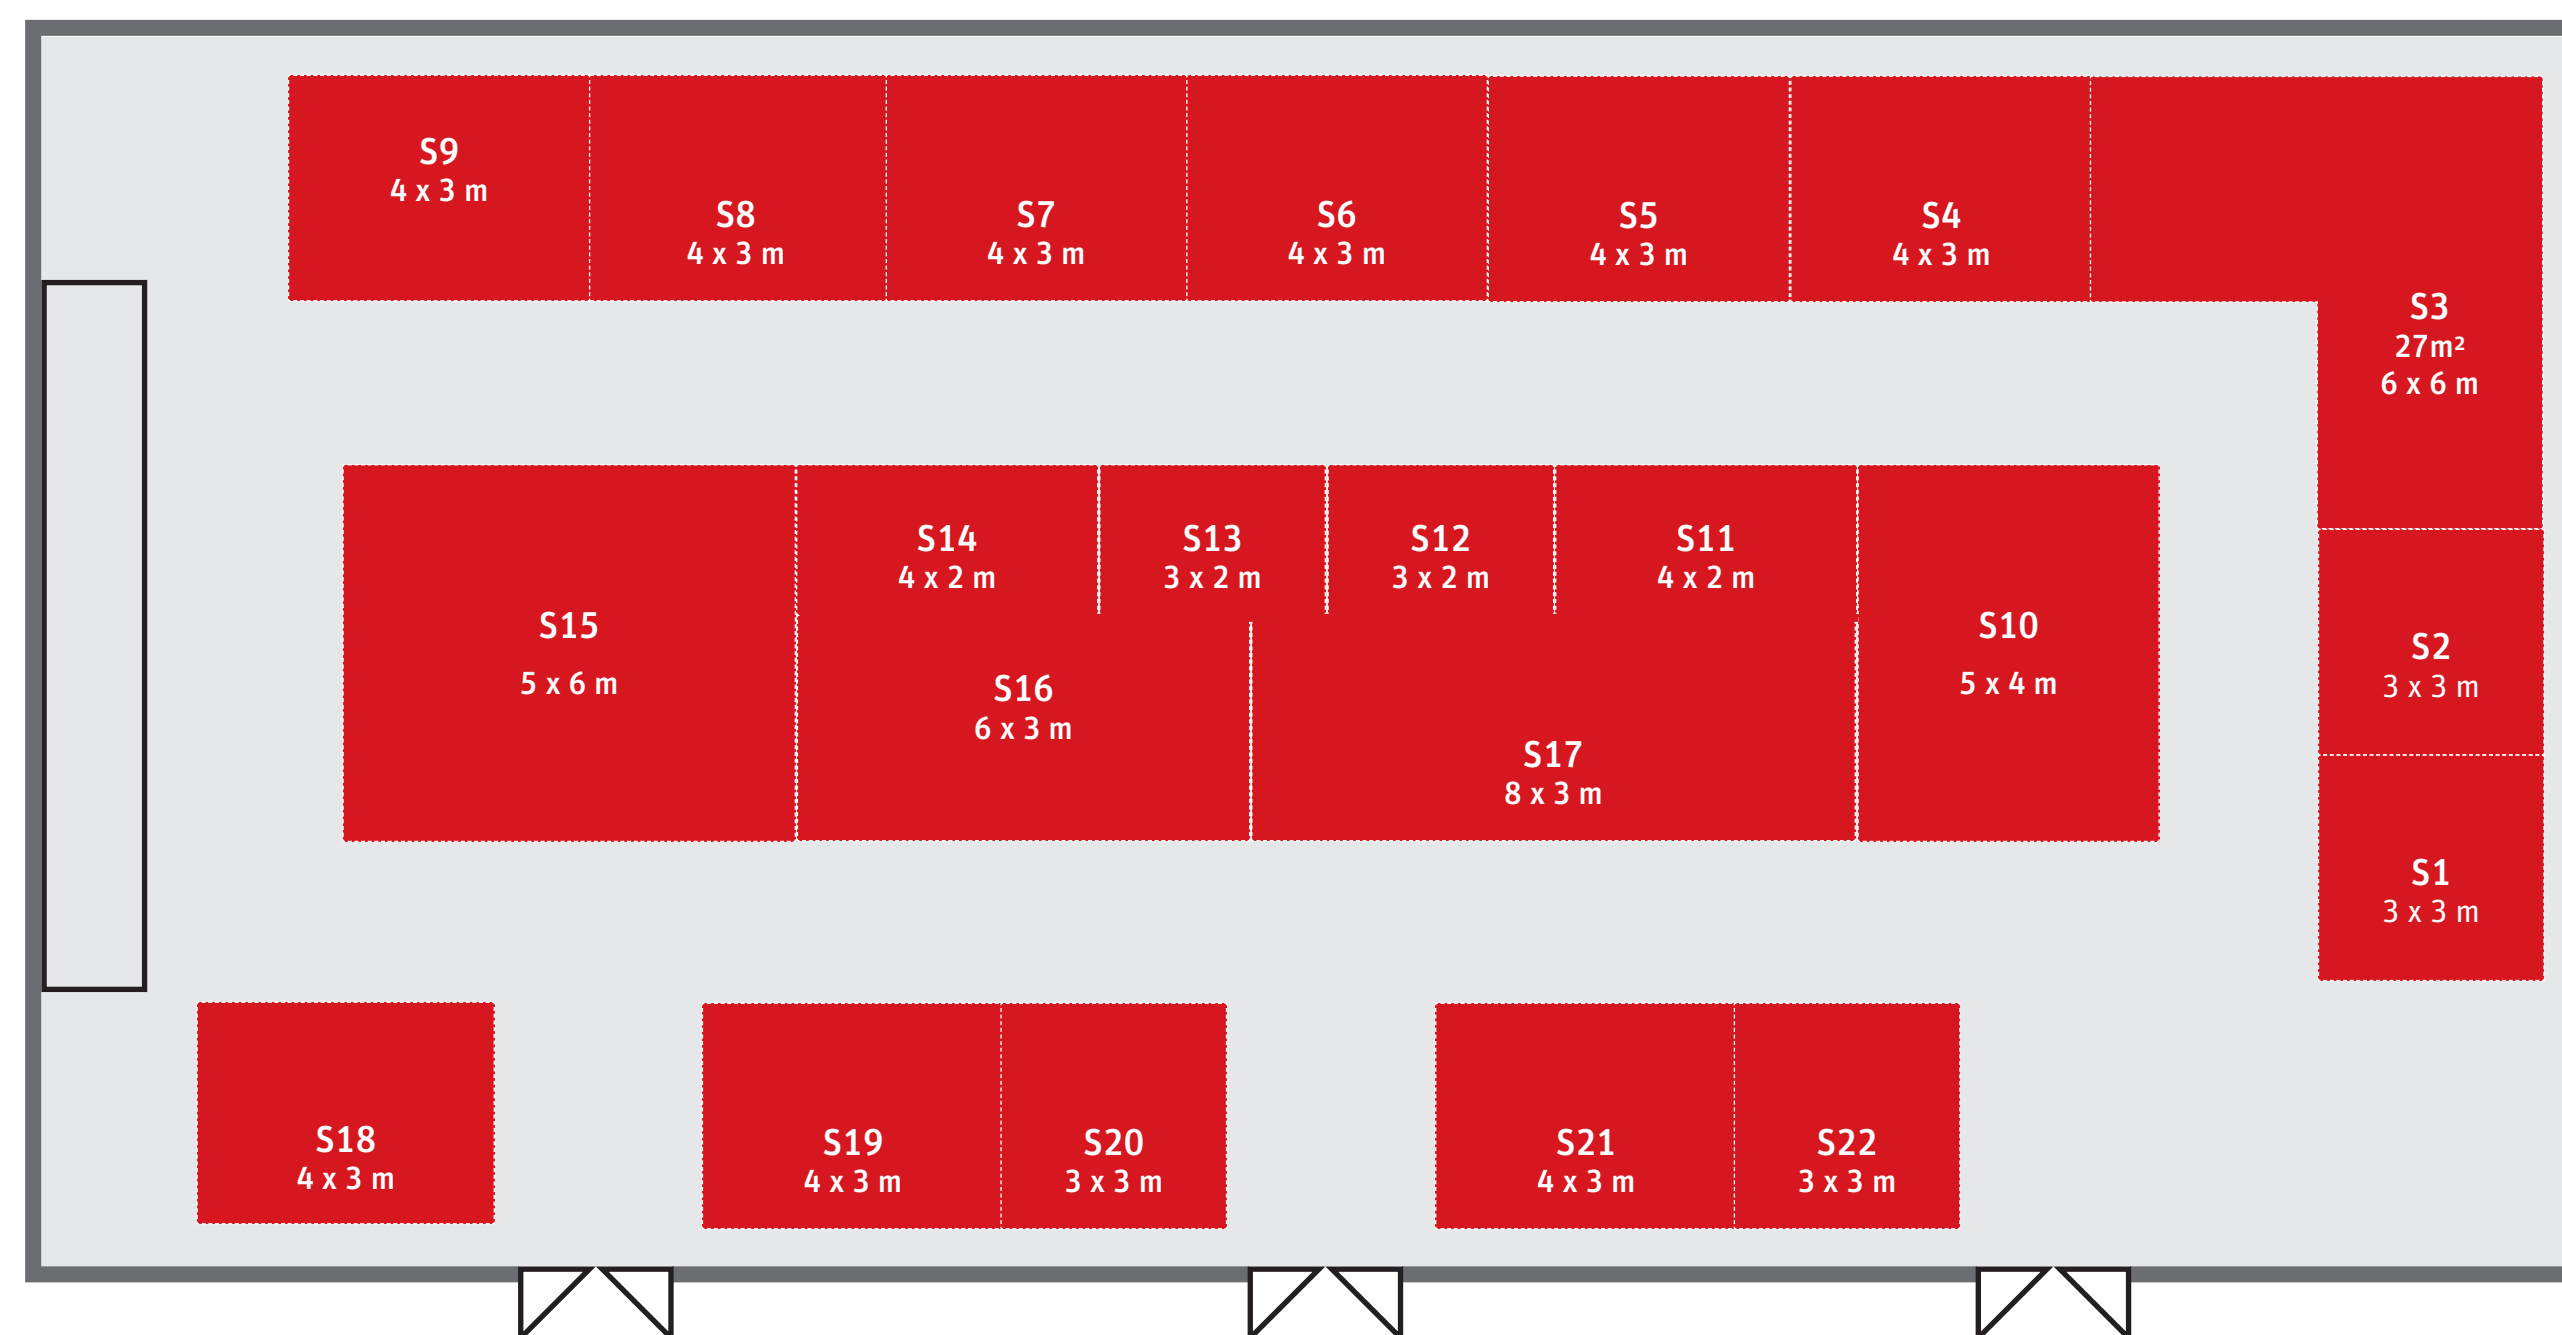 S9
4 x 3 m
S8
4 x 3 m
S7
4 x 3 m
S6
4 x 3 m
S5
4 x 3 m
S4
4 x 3 m
S3
27m²
6 x 6 m
S15
5 x 6 m
S14
4 x 2 m
S13
3 x 2 m
S12
3 x 2 m
S11
4 x 2 m
S10
5 x 4 m
S16
6 x 3 m
S17
8 x 3 m
S2
3 x 3 m
S1
3 x 3 m
S18
4 x 3 m
S19
4 x 3 m
S20
3 x 3 m
S21
4 x 3 m
S22
3 x 3 m